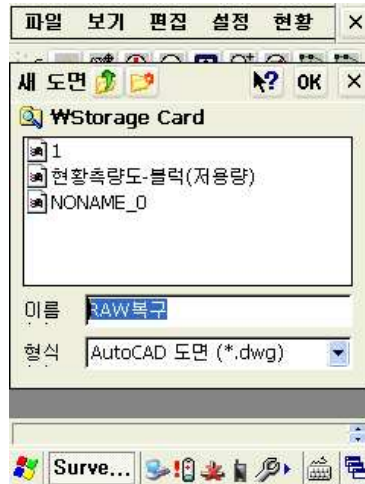 파일 보기 편집 설정 현황 ×
새 도면 ? OK ×
₩Storage Card
1
현황측량도-블럭(저용량)
NONAME_0
이름 RAW복구
형식 AutoCAD 도면 (*.dwg)
Surve...